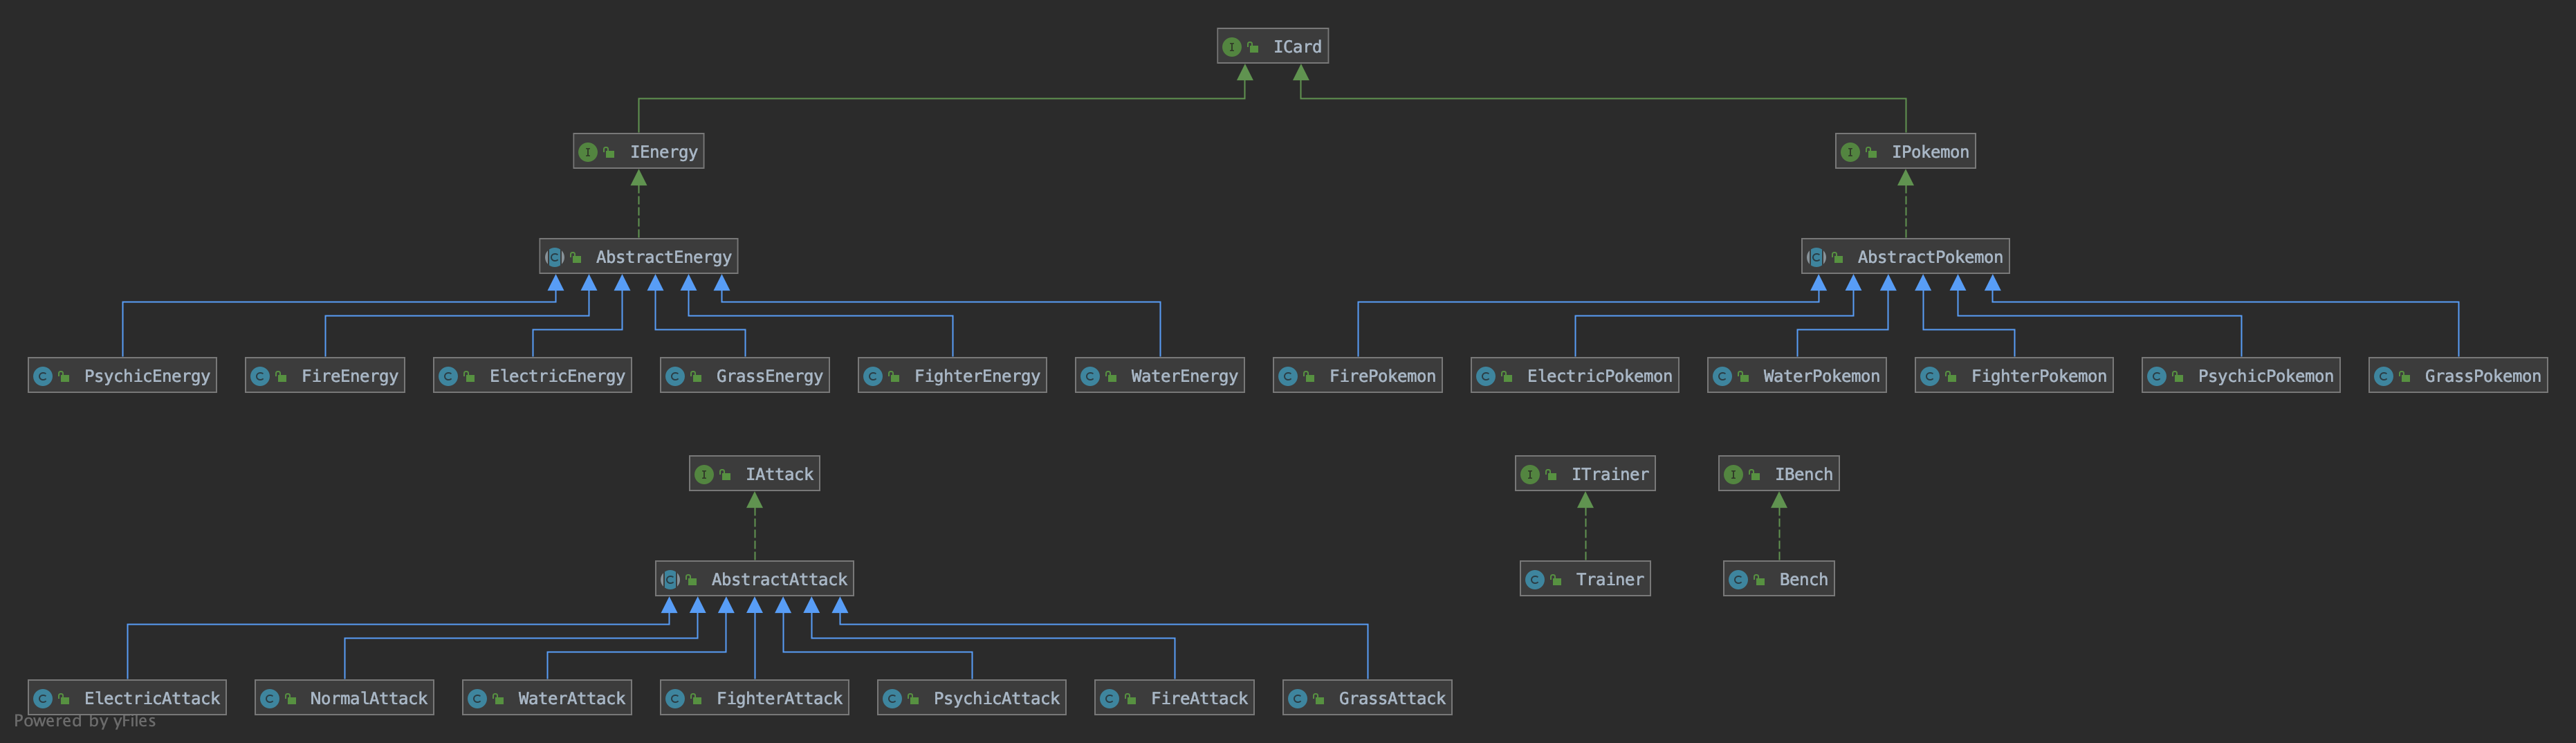 ICard
IEnergy
IPokemon
AbstractEnergy
AbstractPokemon
PsychicEnergy
FireEnergy
ElectricEnergy
GrassEnergy
FighterEnergy
WaterEnergy
FirePokemon
ElectricPokemon
WaterPokemon
FighterPokemon
PsychicPokemon
GrassPokemon
IAttack
ITrainer
IBench
AbstractAttack
Trainer
Bench
ElectricAttack
NormalAttack
WaterAttack
FighterAttack
PsychicAttack
FireAttack
GrassAttack
Powered by yFiles